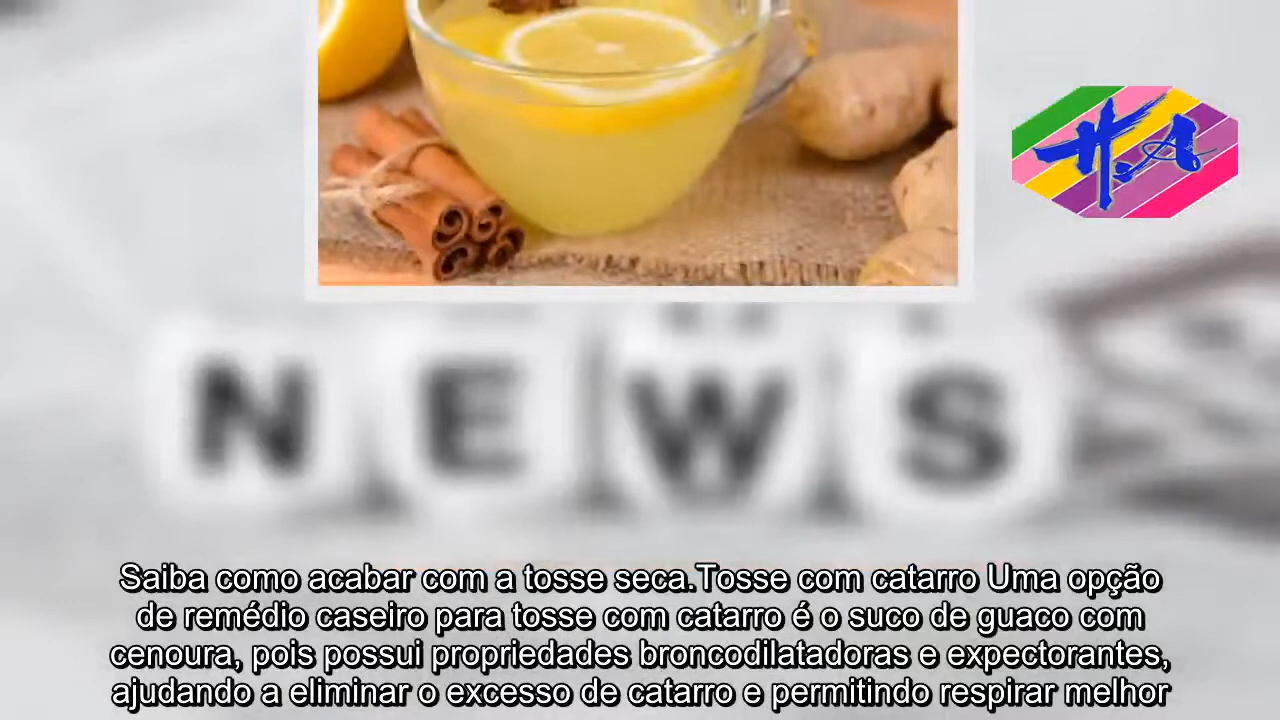 H.A
NEWS
Saiba como acabar com a tosse seca.Tosse com catarro Uma opção
de remédio caseiro para tosse com catarro é o suco de guaco com
cenoura, pois possui propriedades broncodilatadoras e expectorantes,
ajudando a eliminar o excesso de catarro e permitindo respirar melhor